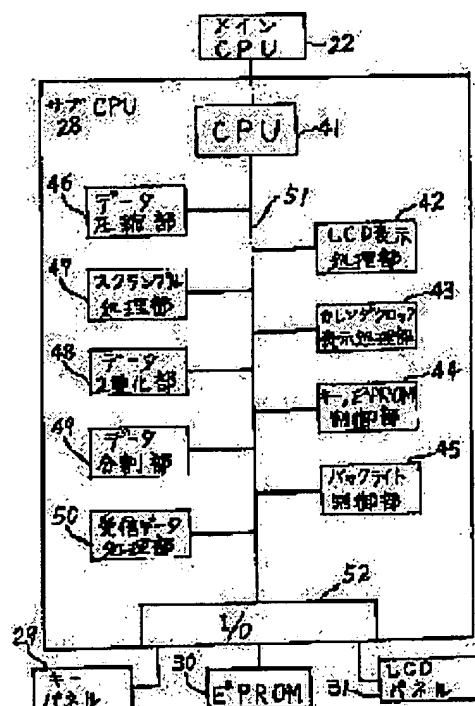 メイン
CPU
22
サブCPU
28
CPU
41
46
データ
圧縮部
51
42
LCD表示
処理部
47
スクランブル
処理部
43
カレンダクロック
表示処理部
48
データ
2重化部
44
キー,E²PROM
制御部
49
データ
分割部
45
バックライト
制御部
50
受信データ
処理部
52
I/O
29
キー
パネル
30
E²PROM
31
LCD
パネル